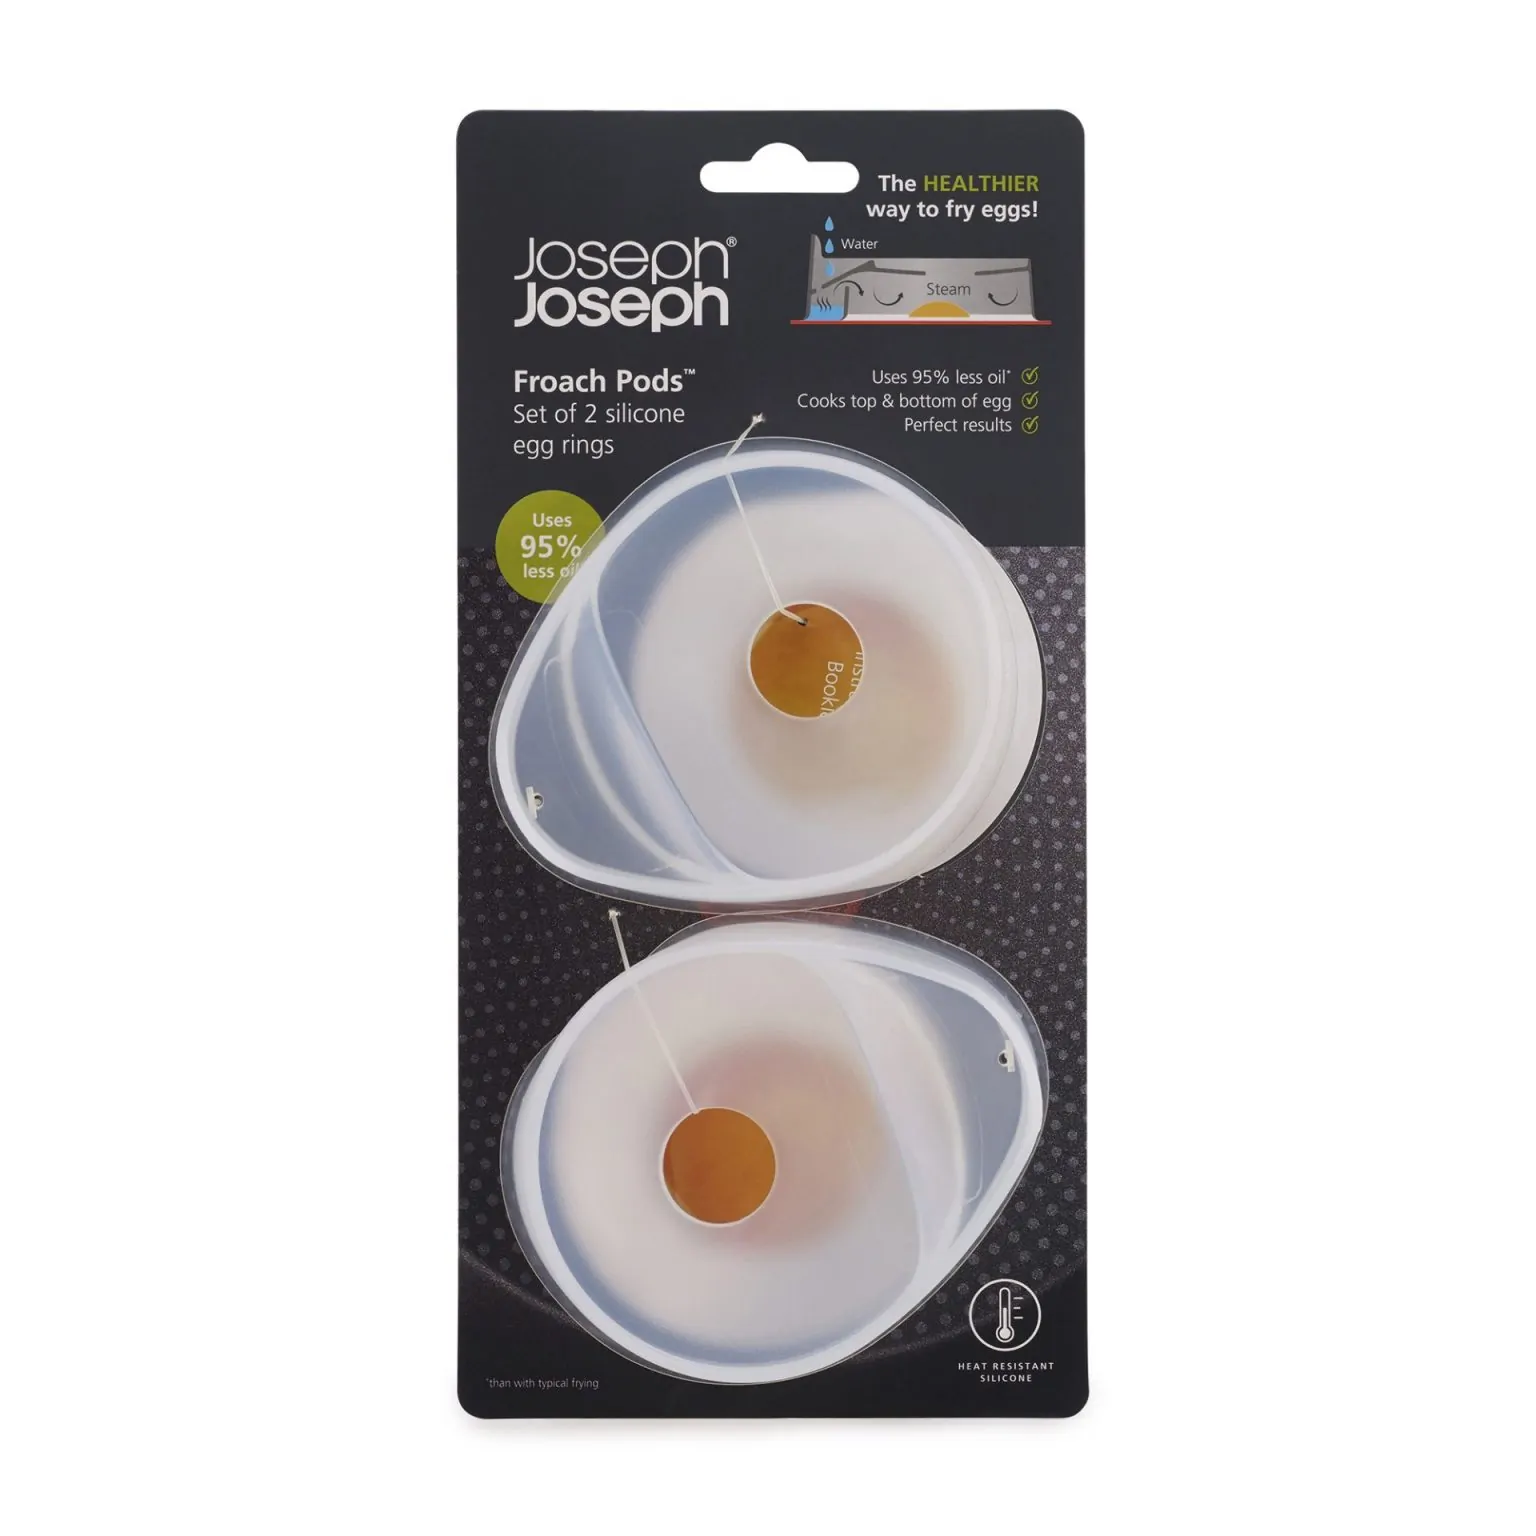 The HEALTHIER
way to fry eggs!
Water
Steam
Joseph®
Joseph
Froach Pods™
Set of 2 silicone
egg rings
Uses 95% less oil*
Cooks top & bottom of egg
Perfect results
Uses
95%
less oil
HEAT RESISTANT
SILICONE
*than with typical frying